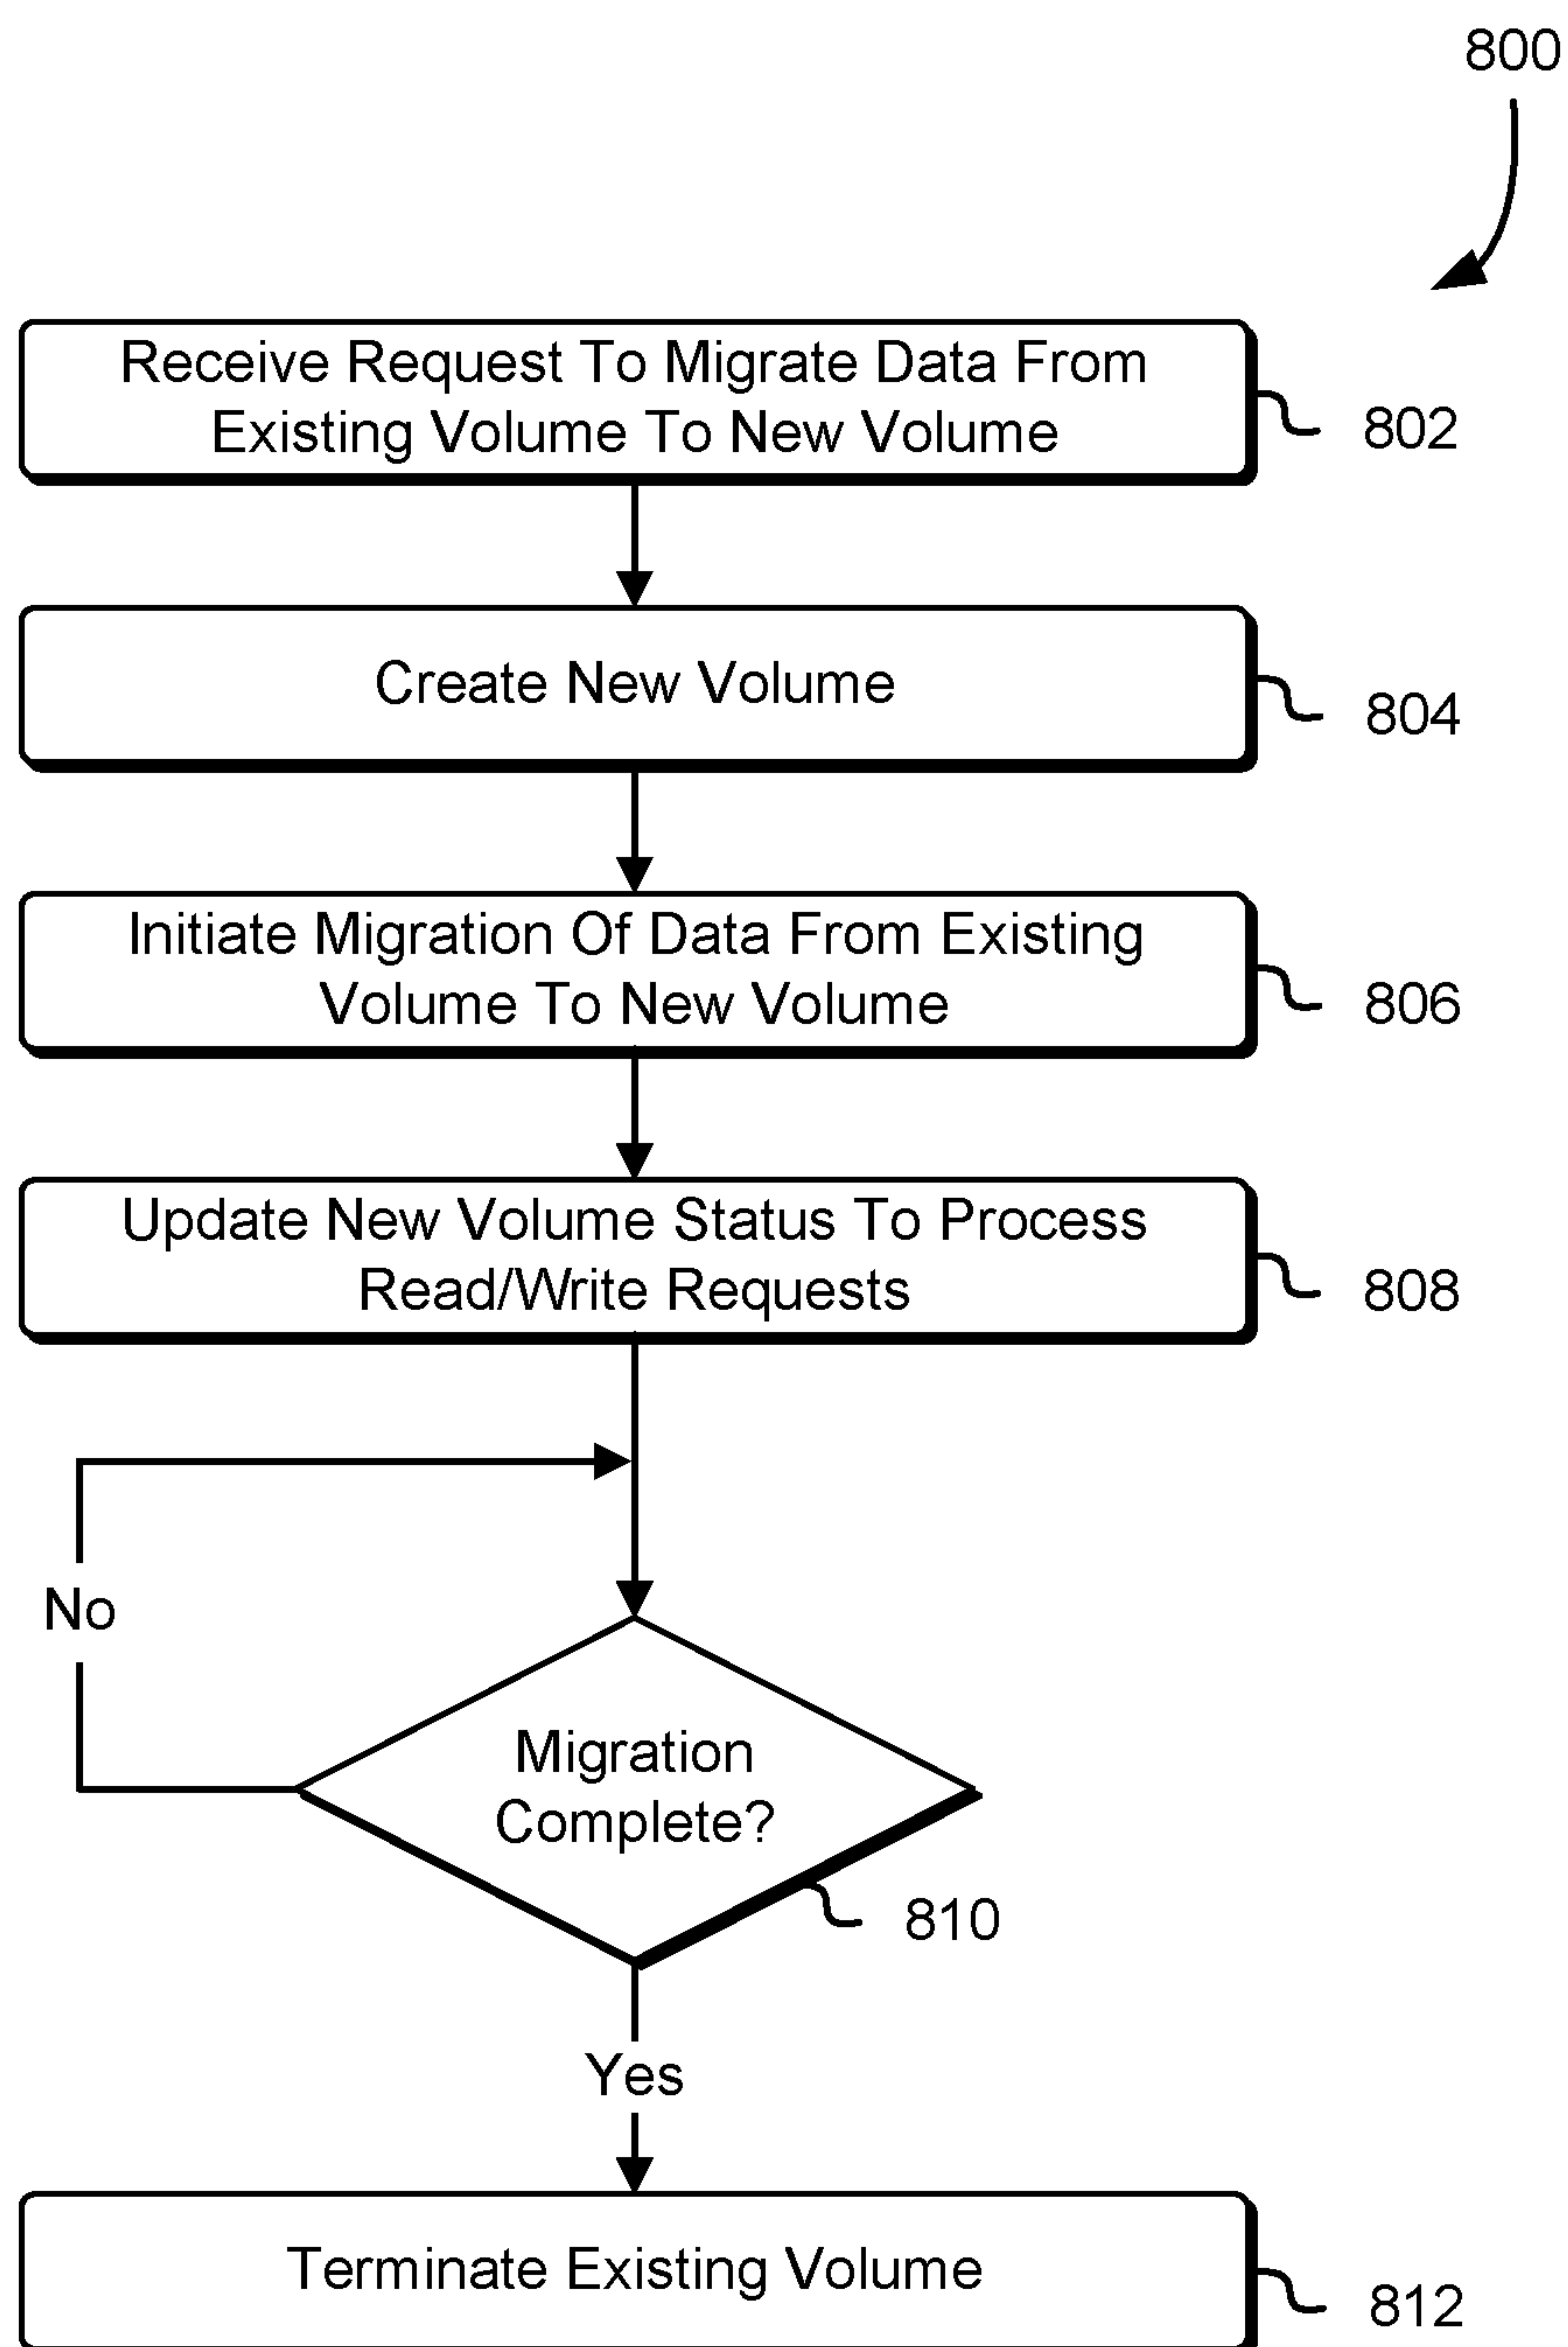 800
Receive Request To Migrate Data From
Existing Volume To New Volume
802
Create New Volume
804
Initiate Migration Of Data From Existing
Volume To New Volume
806
Update New Volume Status To Process
Read/Write Requests
808
No
Migration
Complete?
810
Yes
Terminate Existing Volume
812